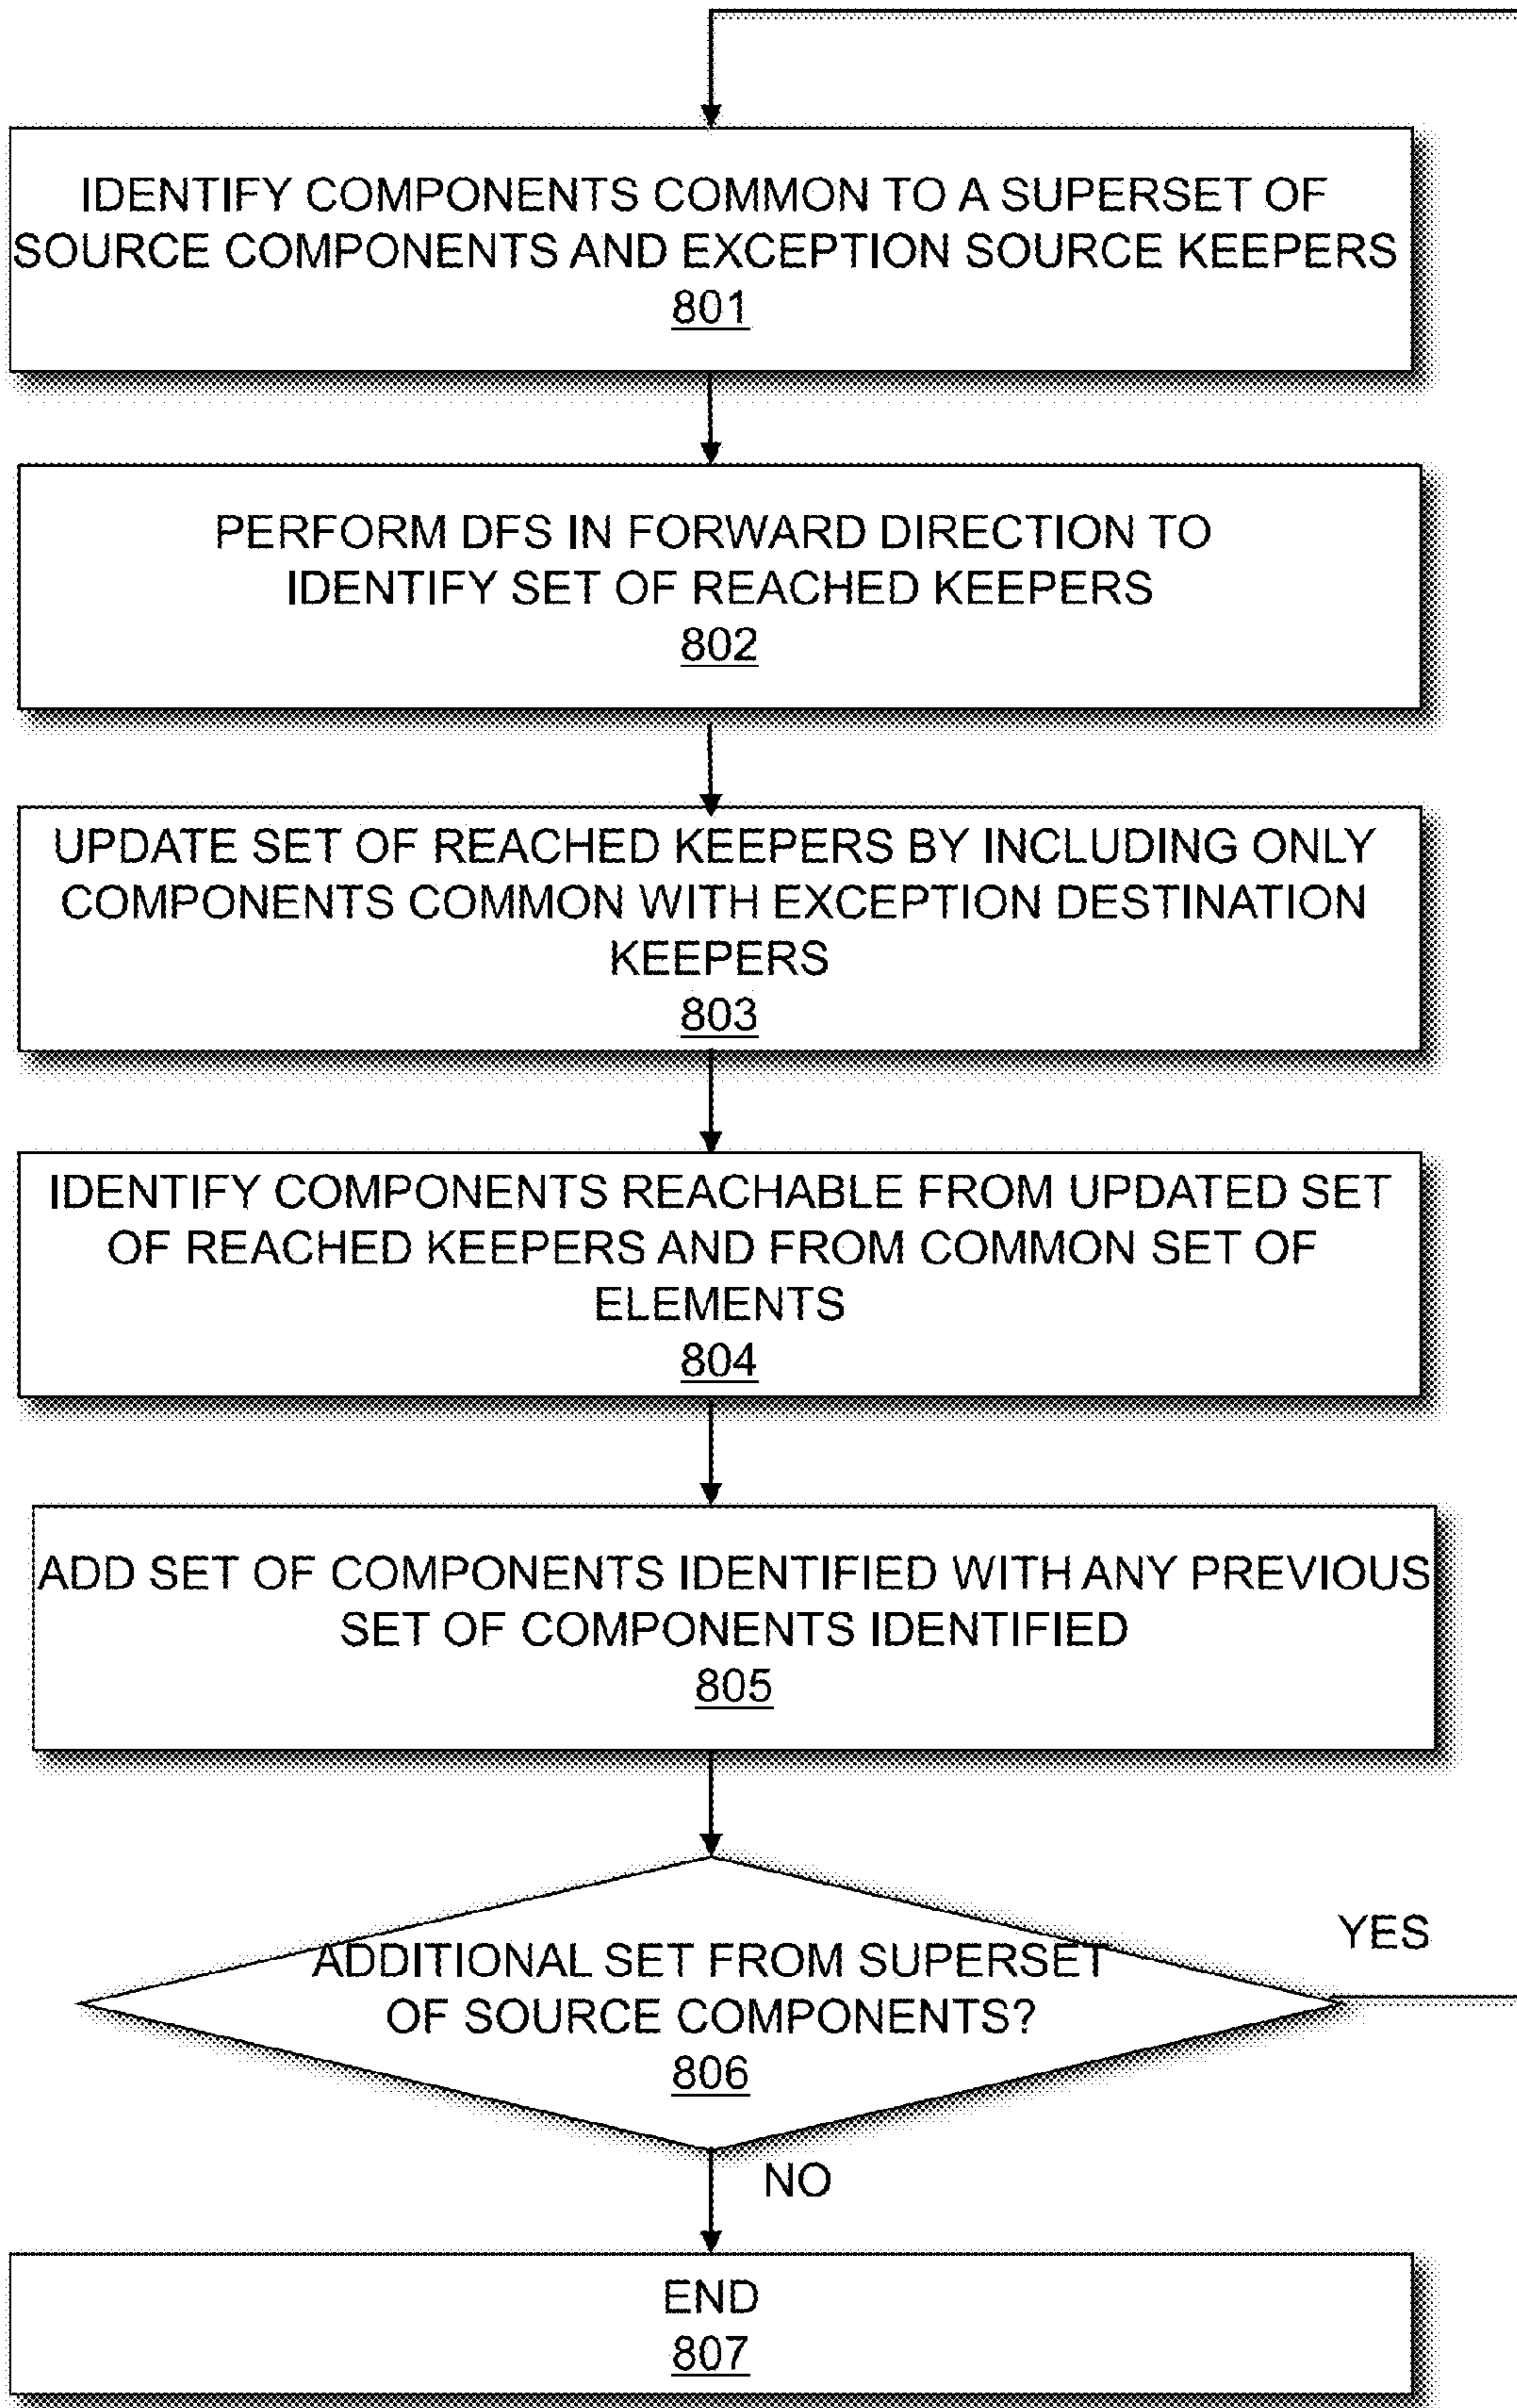 IDENTIFY COMPONENTS COMMON TO A SUPERSET OF
SOURCE COMPONENTS AND EXCEPTION SOURCE KEEPERS
801
PERFORM DFS IN FORWARD DIRECTION TO
IDENTIFY SET OF REACHED KEEPERS
802
UPDATE SET OF REACHED KEEPERS BY INCLUDING ONLY
COMPONENTS COMMON WITH EXCEPTION DESTINATION
KEEPERS
803
IDENTIFY COMPONENTS REACHABLE FROM UPDATED SET
OF REACHED KEEPERS AND FROM COMMON SET OF
ELEMENTS
804
ADD SET OF COMPONENTS IDENTIFIED WITH ANY PREVIOUS
SET OF COMPONENTS IDENTIFIED
805
YES
ADDITIONAL SET FROM SUPERSET
OF SOURCE COMPONENTS?
806
NO
END
807